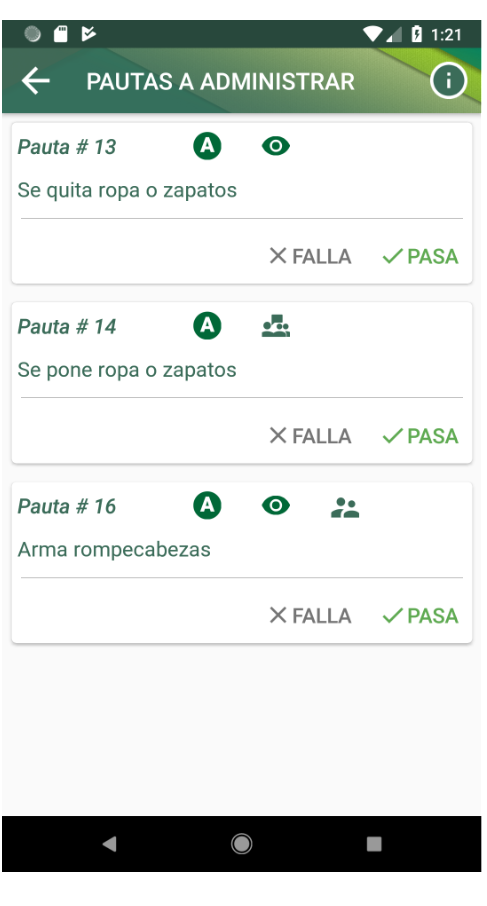 1:21
PAUTAS A ADMINISTRAR
Pauta # 13 A
Se quita ropa o zapatos
FALLA PASA
Pauta # 14 A
Se pone ropa o zapatos
FALLA PASA
Pauta # 16 A
Arma rompecabezas
FALLA PASA